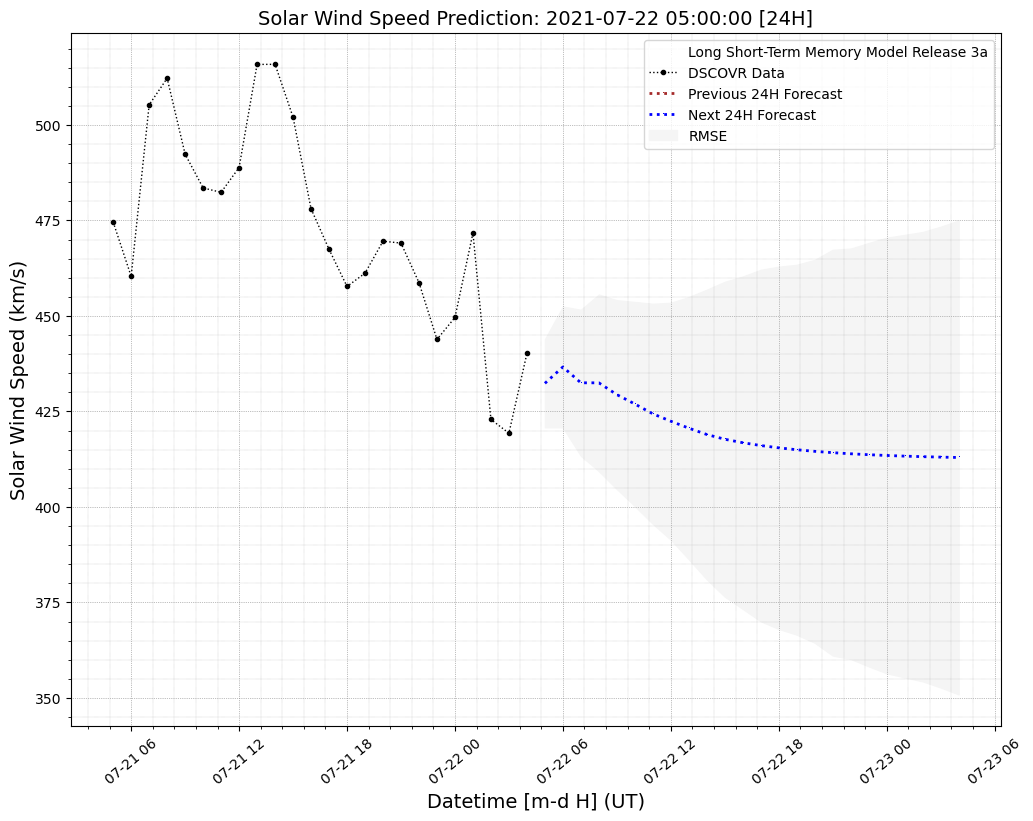 Solar Wind Speed Prediction: 2021-07-22 05:00:00 [24H]
Long Short-Term Memory Model Release 3a
DSCOVR Data
Previous 24H Forecast
Next 24H Forecast
RMSE
Solar Wind Speed (km/s)
500
475
450
425
400
375
350
07-21 06
07-21 12
07-21 18
07-22 00
07-22 06
07-22 12
07-22 18
07-23 00
07-23 06
Datetime [m-d H] (UT)